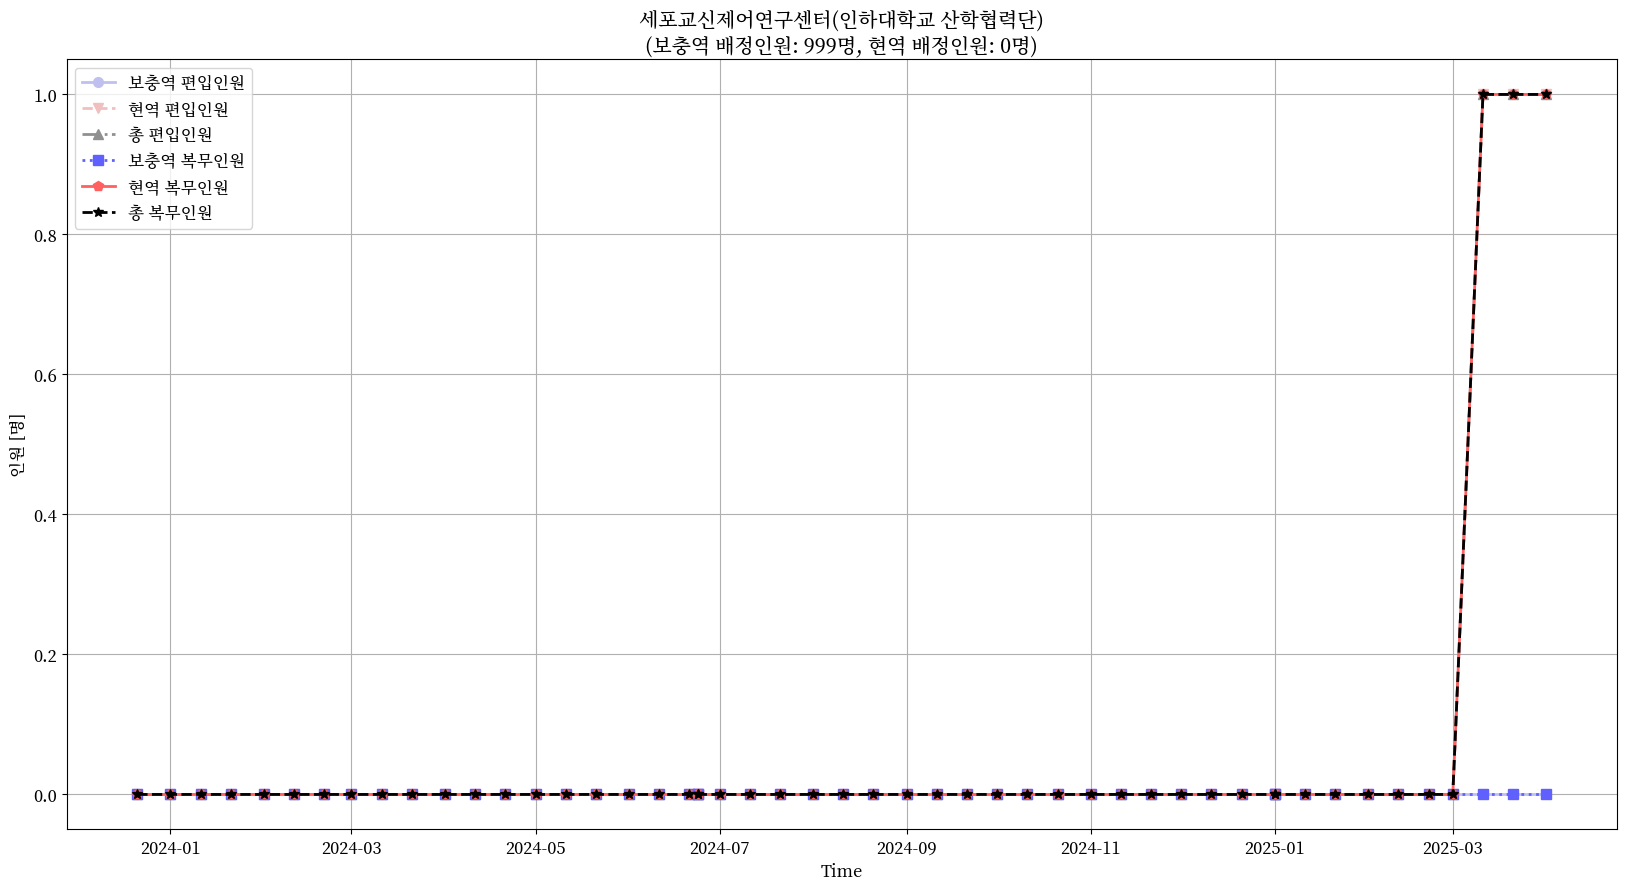 세포교신제어연구센터(인하대학교 산학협력단)
(보충역 배정인원: 999명, 현역 배정인원: 0명)
보충역 편입인원
현역 편입인원
총 편입인원
보충역 복무인원
현역 복무인원
총 복무인원
1.0
0.8
0.6
0.4
0.2
0.0
인원 [명]
2024-01
2024-03
2024-05
2024-07
2024-09
2024-11
2025-01
2025-03
Time